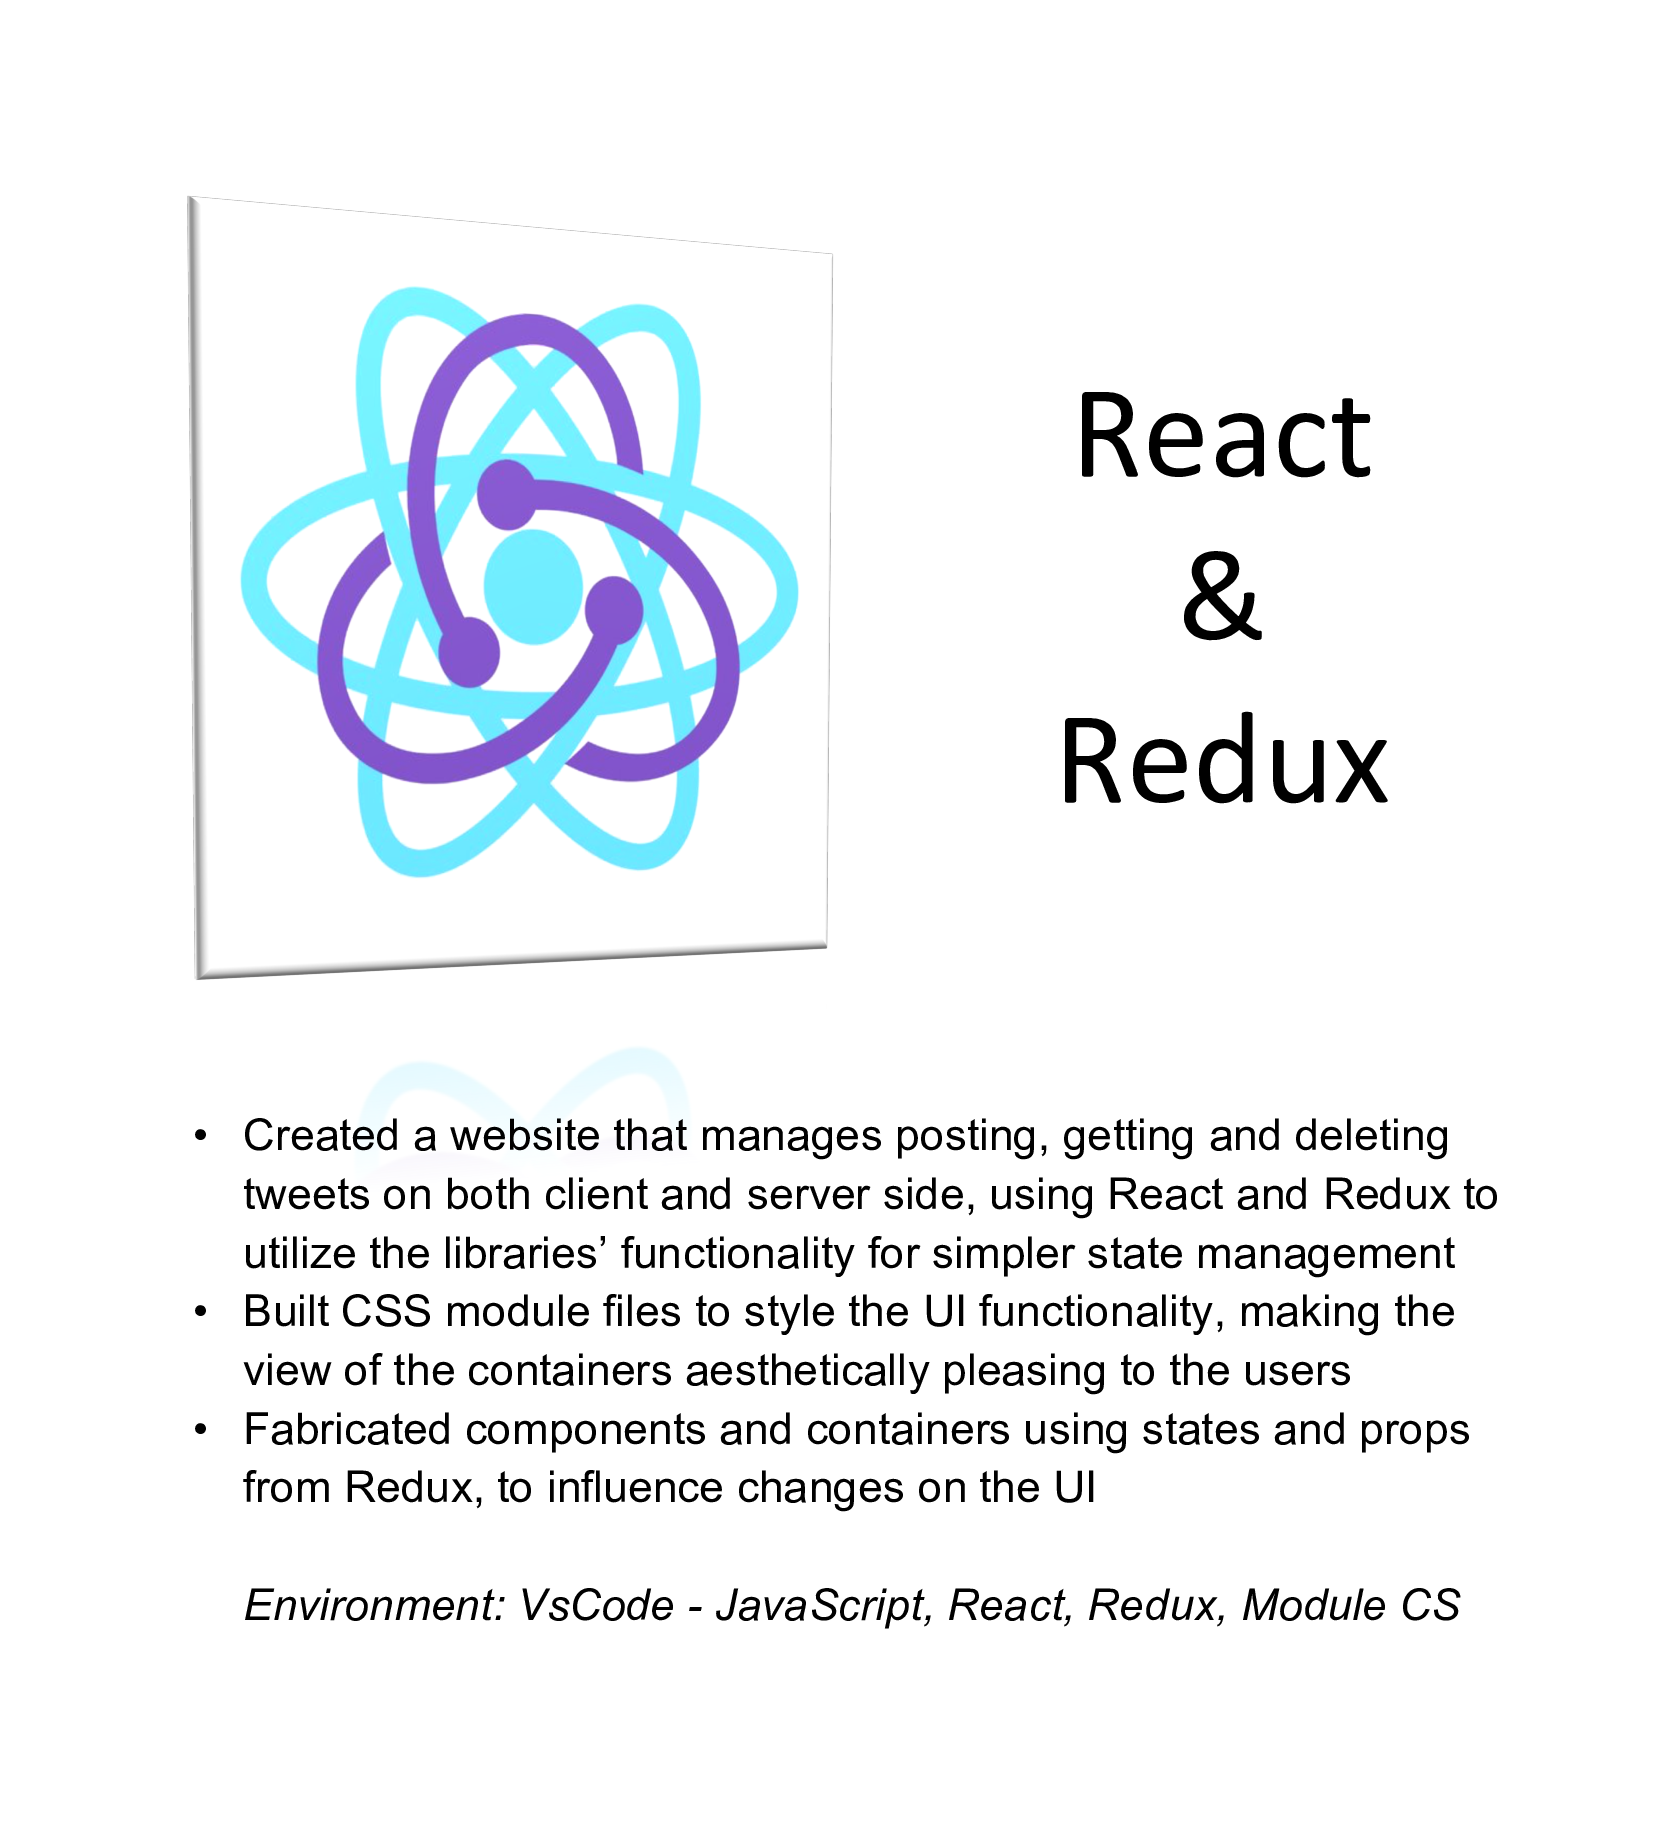 React
&
Redux
• Created a website that manages posting, getting and deleting
tweets on both client and server side, using React and Redux to
utilize the libraries’ functionality for simpler state management
• Built CSS module files to style the UI functionality, making the
view of the containers aesthetically pleasing to the users
• Fabricated components and containers using states and props
from Redux, to influence changes on the UI
Environment: VsCode - JavaScript, React, Redux, Module CS